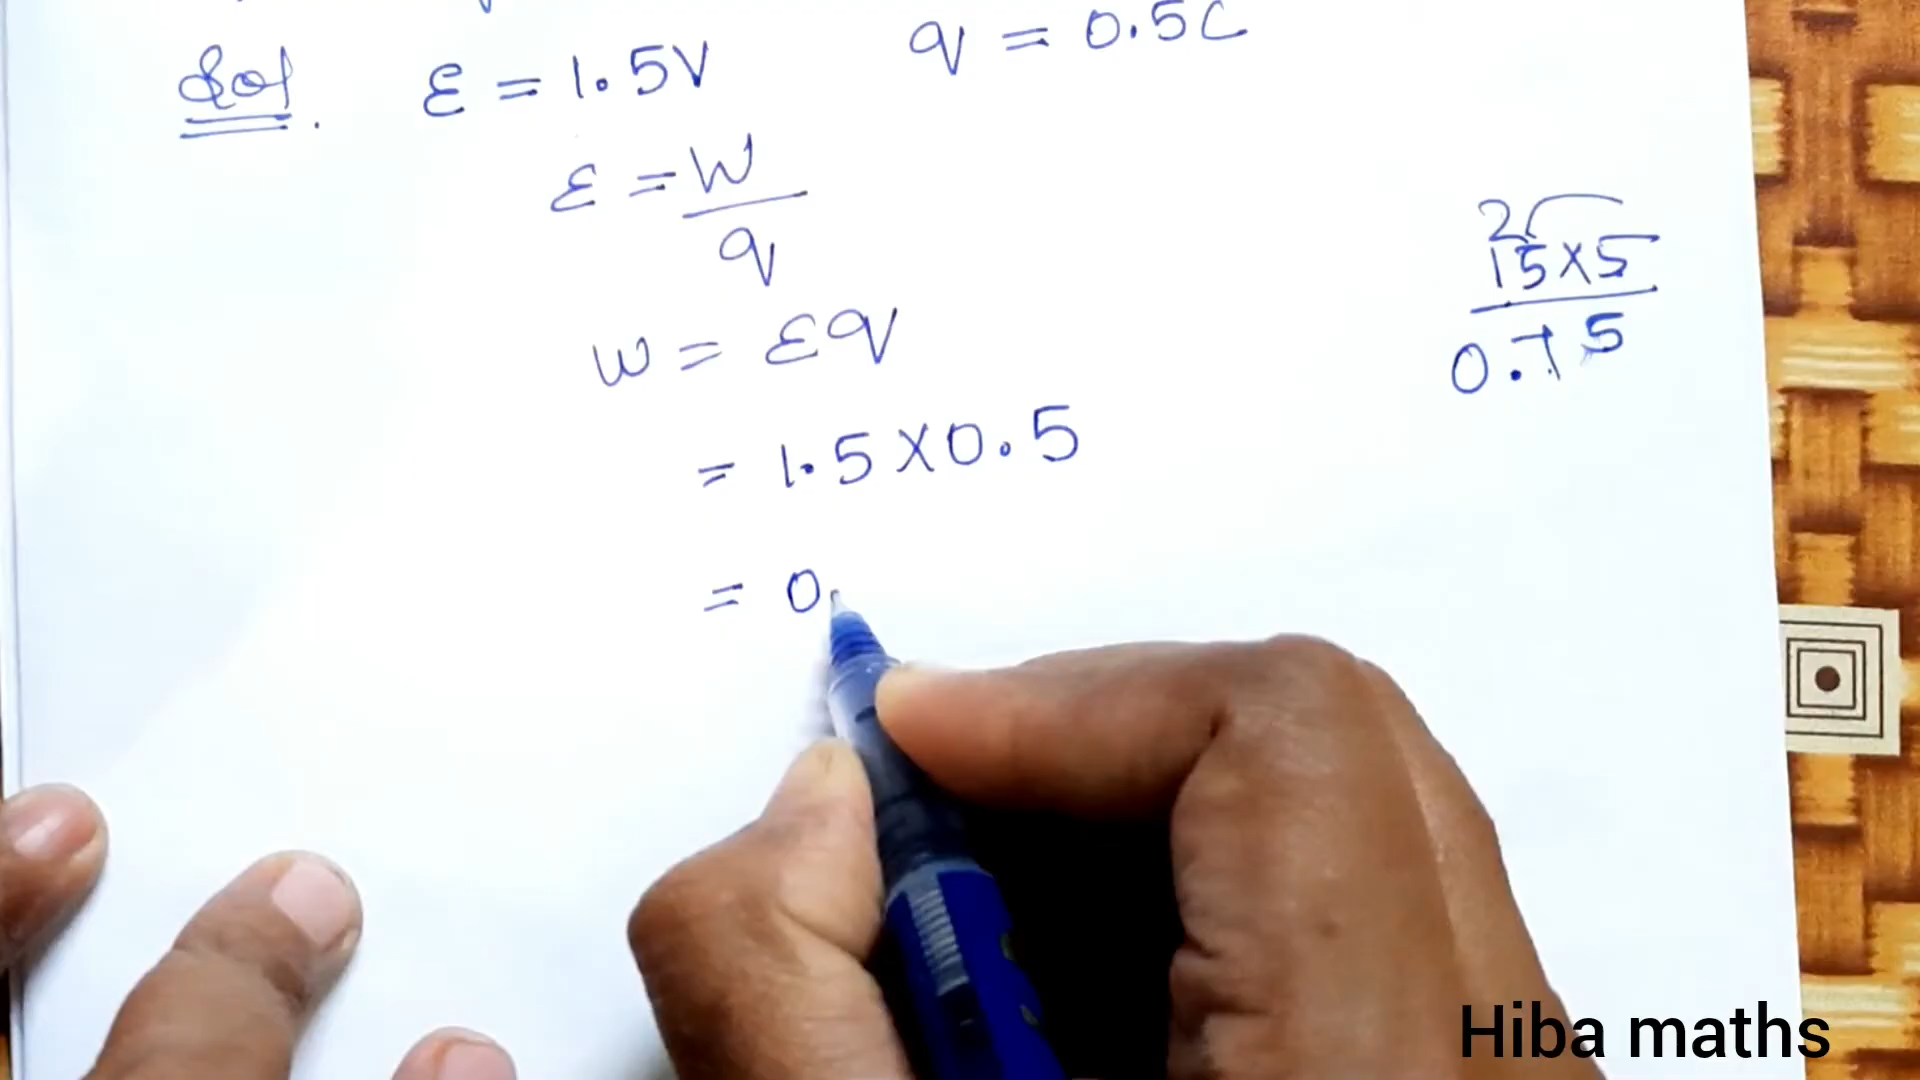 Sol. ε = 1.5V q = 0.5C
ε = W
q
W = εq
= 1.5 × 0.5
= 0.
2
15×5
0.75
Hiba maths